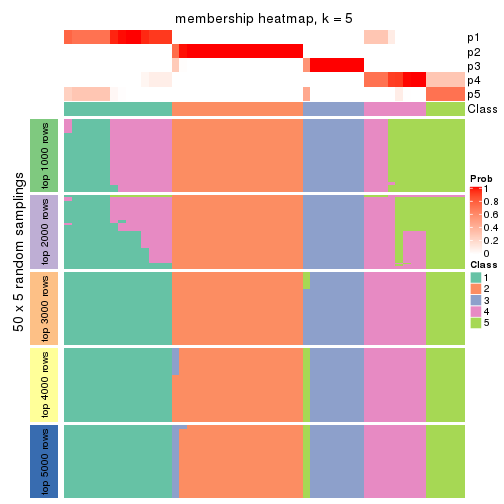 membership heatmap, k = 5
p1
p2
p3
p4
p5
Class
50 x 5 random samplings
top 1000 rows
top 2000 rows
top 3000 rows
top 4000 rows
top 5000 rows
Prob
1
0.8
0.6
0.4
0.2
0
Class
1
2
3
4
5